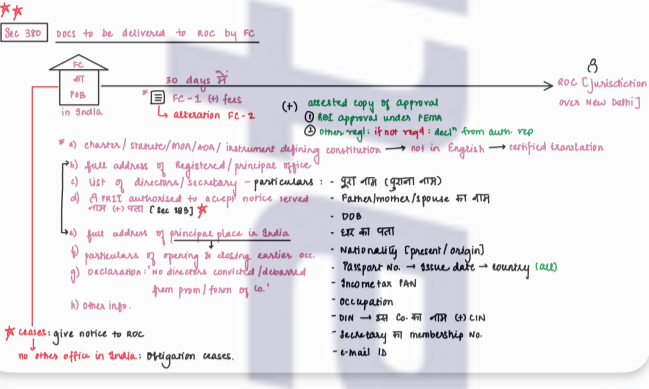 Sec 380 DOCS to be delivered to ROC by FC
FC
का
POB
in India
30 days में
* FC-1 (+) fees
↳ alteration FC-2
(+) attested copy of approval
① RBI approval under FEMA
② Other regl: if not reqd: declⁿ from auth. rep
ROC [jurisdiction
over New Delhi]
* a) charter/ statute/MOA/AOA/ instrument defining constitution → not in English → certified translation
b) full address of Registered/principal office
c) list of directors/Secretary - particulars :
d) authorised to accept notice served
नाम (+) पता [Sec 383]
e) full address of principal place in India
f) particulars of opening & closing earlier occ.
g) Declaration: 'No directors convicted/debarred
from prom/ form of co.'
h) Other info.
- पूरा नाम (पुराना नाम)
- Father/mother/spouse का नाम
- DOB
- घर का पता
- Nationality [present/origin]
- Passport No. → Issue date → country (all)
- Income tax PAN
- Occupation
- DIN → इस Co. का नाम (+) CIN
- Secretary का membership No.
- e-mail ID
ceases: give notice to ROC
↳ no other office in India: Obligation ceases.